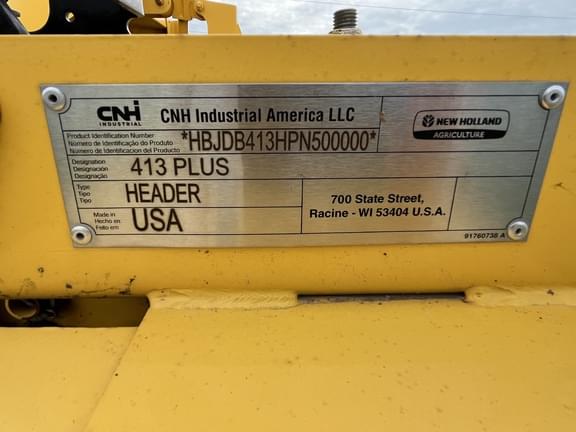 CNH
INDUSTRIAL
CNH Industrial America LLC
Product Identification Number
Número de Identificação do Produto
Número de Identificacion del Producto
*HBJDB413HPN500000*
NEW HOLLAND
AGRICULTURE
Designation
Designación
Designação
413 PLUS
Type
Tipo
Tipo
HEADER
Made in
Hecho en
Feito em
USA
700 State Street,
Racine - WI 53404 U.S.A.
91760738 A